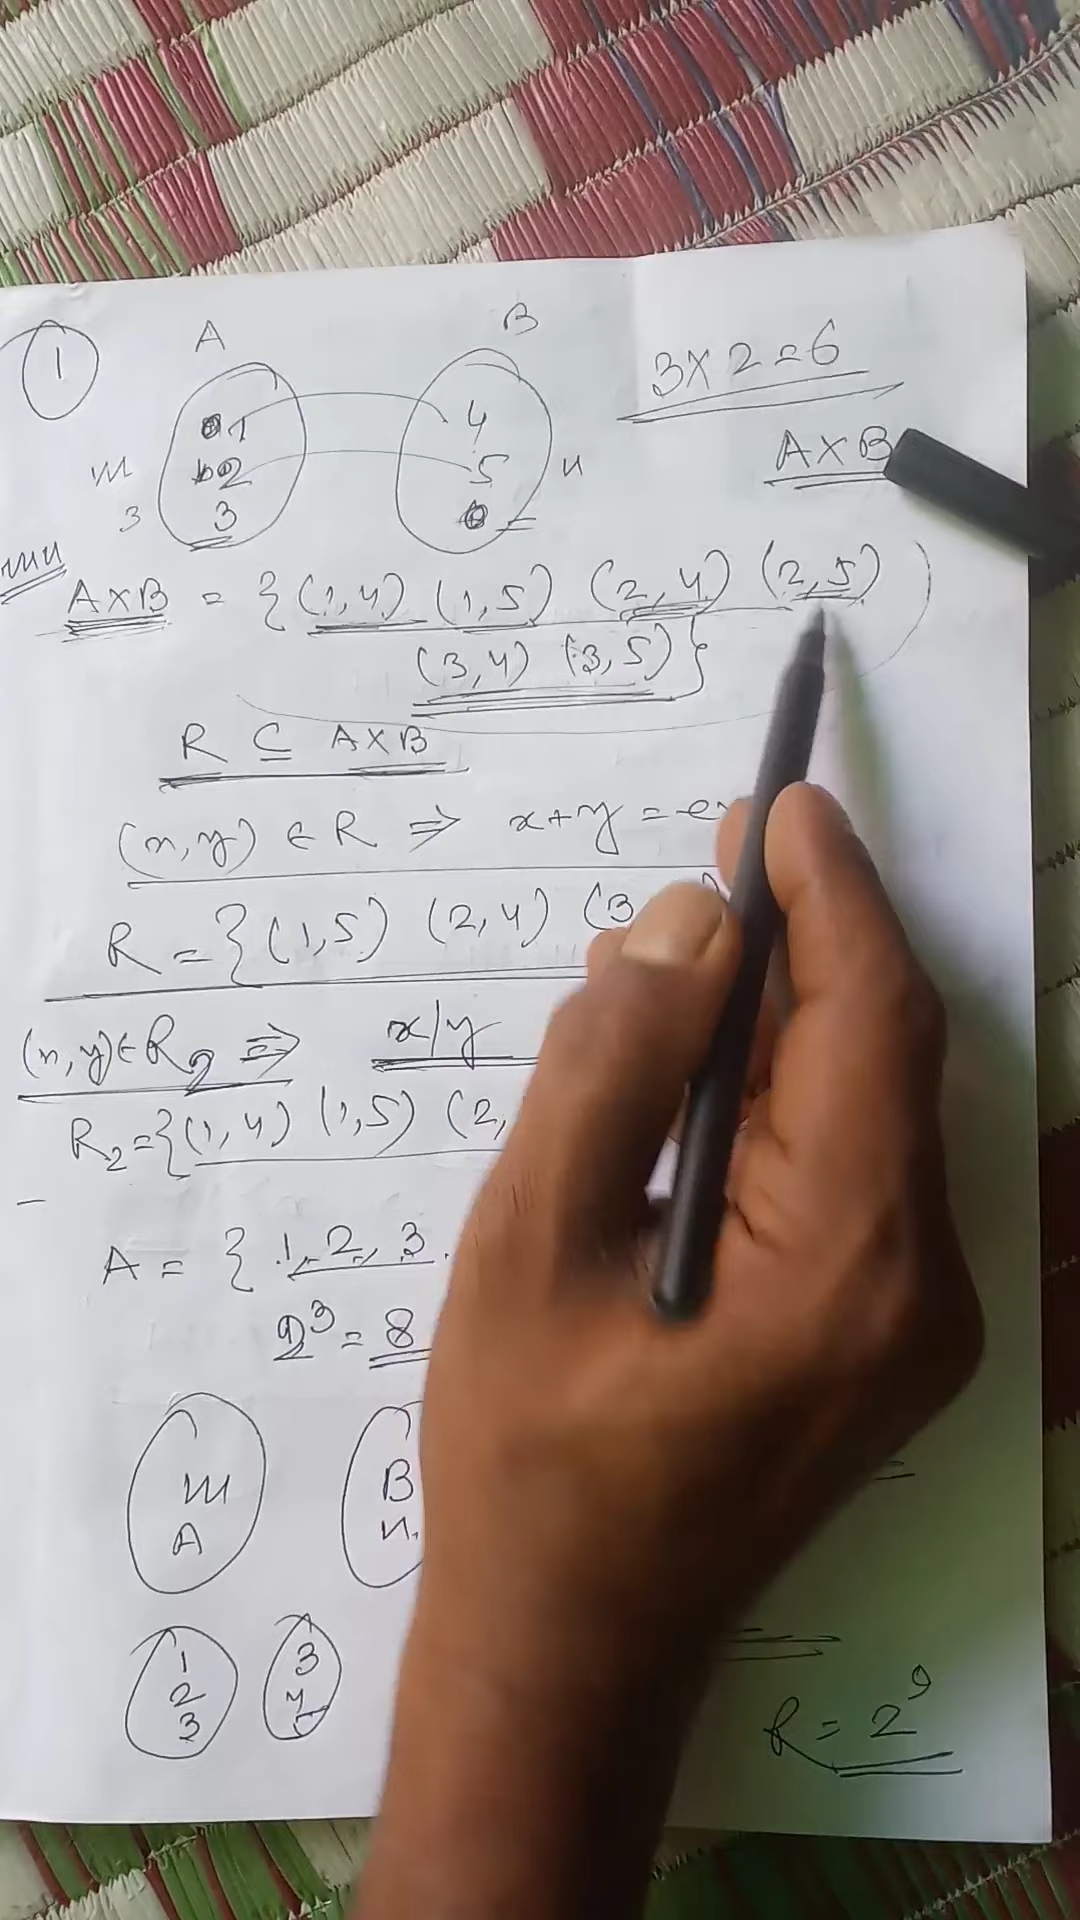 1
A B
3×2=6
1 4
A×B
m 2 5 n
3 3
A×B = {(1,4) (1,5) (2,4) (2,5)
(3,4) (3,5)}
R ⊆ A×B
(x,y) ∈ R ⇒ x+y =
R = {(1,5) (2,4) (3
(x,y) ∈ R₂ ⇒ x/y
R₂ = {(1,4) (1,5) (2,
A = { 1, 2, 3
2³ = 8
m B
A n
1 3
2 4
3
R = 2⁹